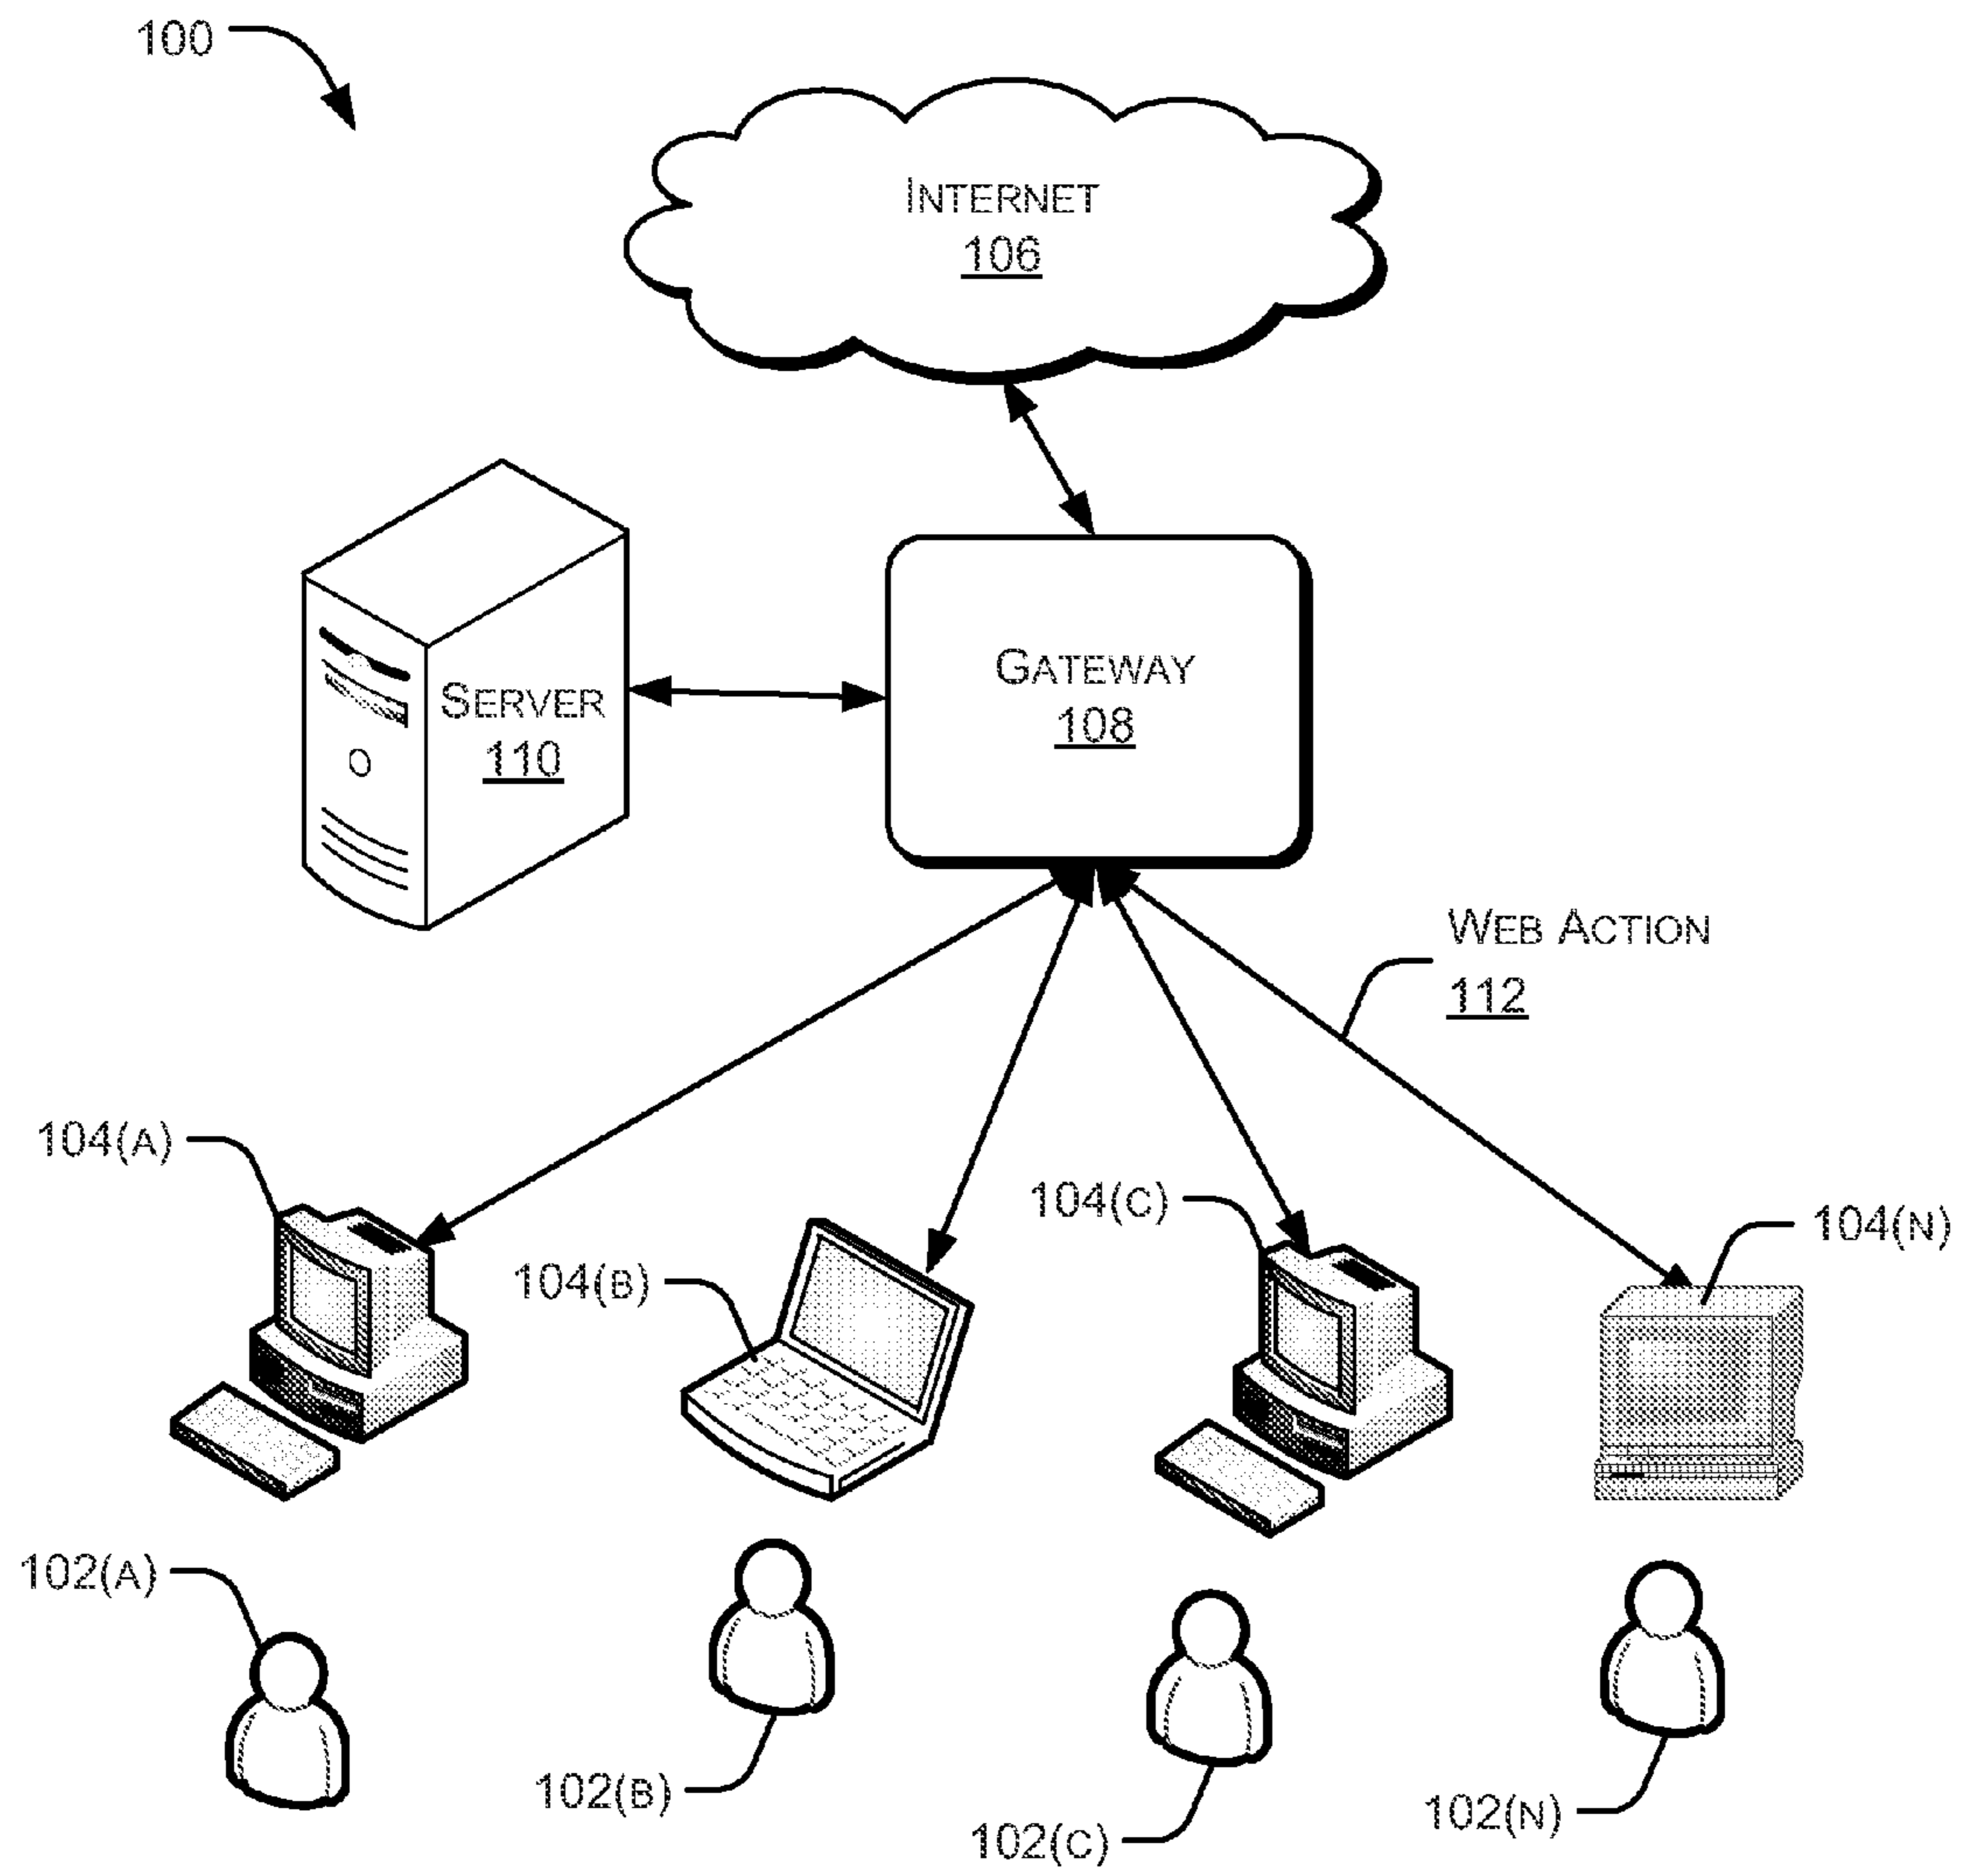 100
INTERNET
106
GATEWAY
108
SERVER
110
WEB ACTION
112
104(A)
104(B)
104(C)
104(N)
102(A)
102(B)
102(C)
102(N)